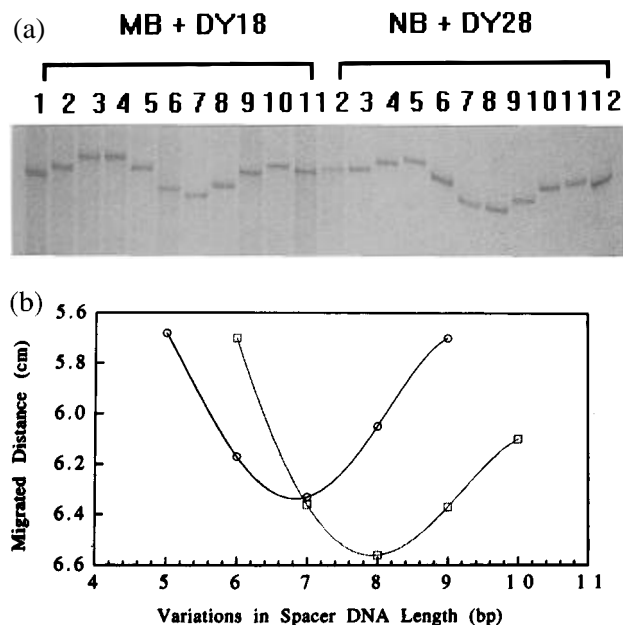 (a)
MB + DY18 NB + DY28
1 2 3 4 5 6 7 8 9 10 11 2 3 4 5 6 7 8 9 10 11 12
(b)
5.6
5.8
6.0
6.2
6.4
6.6
Migrated Distance (cm)
4 5 6 7 8 9 10 11
Variations in Spacer DNA Length (bp)